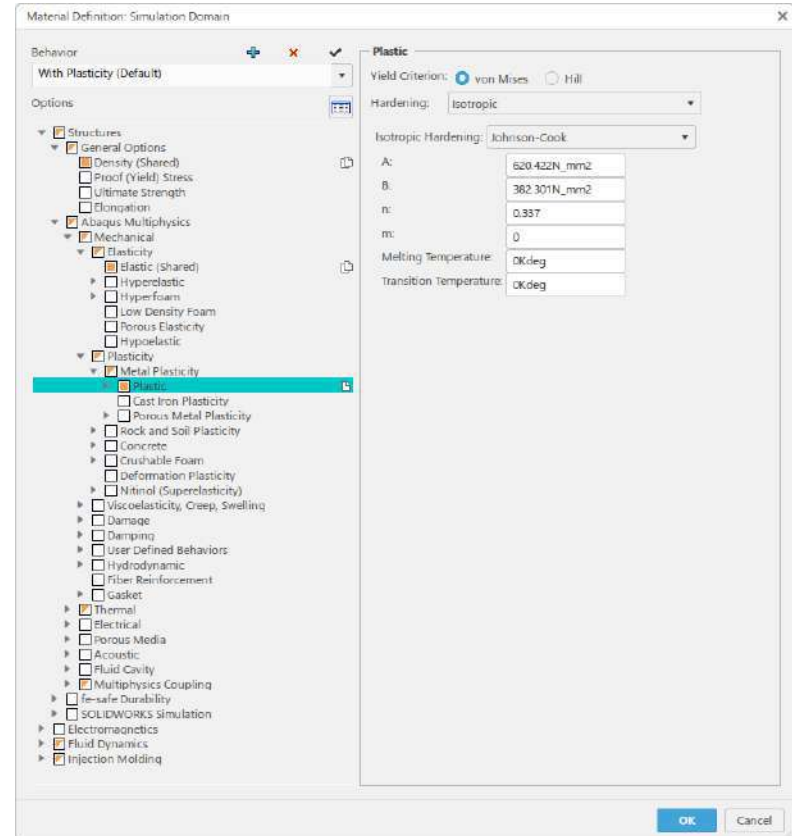 Material Definition: Simulation Domain
Behavior
With Plasticity (Default)
Options
Structures
General Options
Density (Shared)
Proof (Yield) Stress
Ultimate Strength
Elongation
Abaqus Multiphysics
Mechanical
Elasticity
Elastic (Shared)
Hyperelastic
Hyperfoam
Low Density Foam
Porous Elasticity
Hypoelastic
Plasticity
Metal Plasticity
Plastic
Cast Iron Plasticity
Porous Metal Plasticity
Rock and Soil Plasticity
Concrete
Crushable Foam
Deformation Plasticity
Nitinol (Superelasticity)
Viscoelasticity, Creep, Swelling
Damage
Damping
User Defined Behaviors
Hydrodynamic
Fiber Reinforcement
Gasket
Thermal
Electrical
Porous Media
Acoustic
Fluid Cavity
Multiphysics Coupling
fe-safe Durability
SOLIDWORKS Simulation
Electromagnetics
Fluid Dynamics
Injection Molding
Plastic
Yield Criterion: von Mises Hill
Hardening: Isotropic
Isotropic Hardening: Johnson-Cook
A: 620.422N_mm2
B: 382.301N_mm2
n: 0.337
m: 0
Melting Temperature: 0Kdeg
Transition Temperature: 0Kdeg
OK Cancel